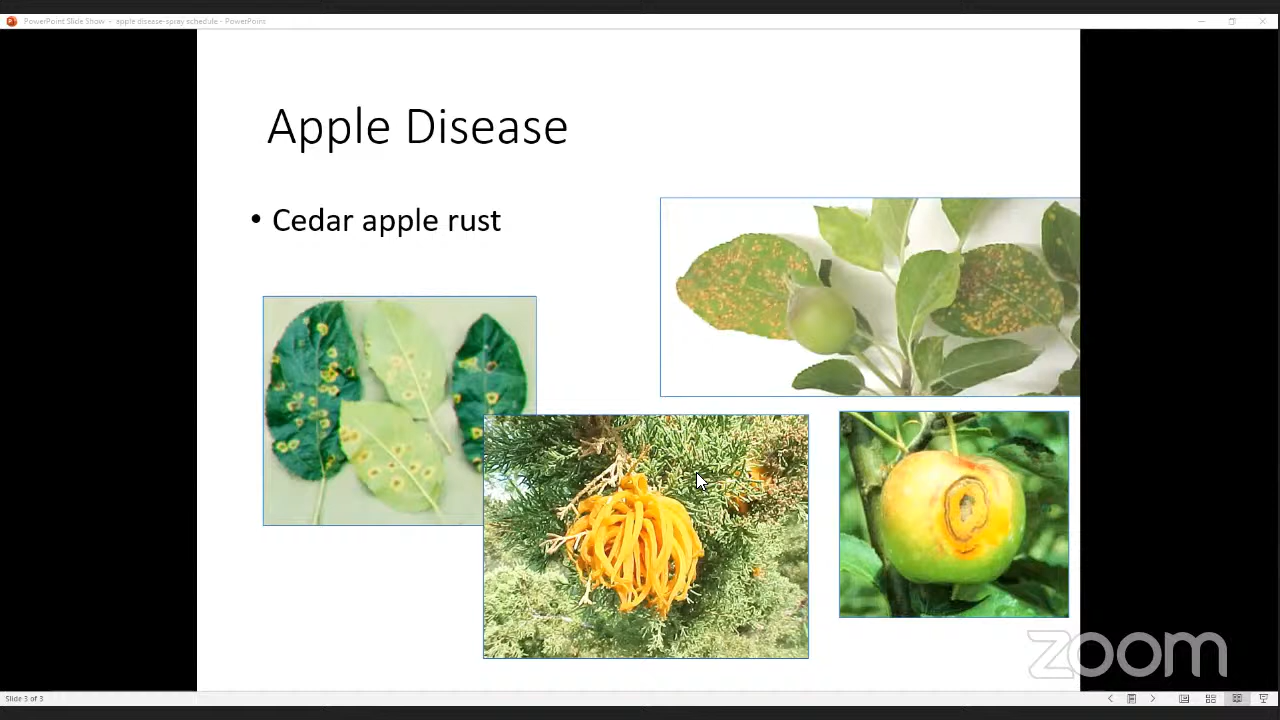 PowerPoint Slide Show - apple disease-spray schedule - PowerPoint
Apple Disease
• Cedar apple rust
zoom
Slide 3 of 3